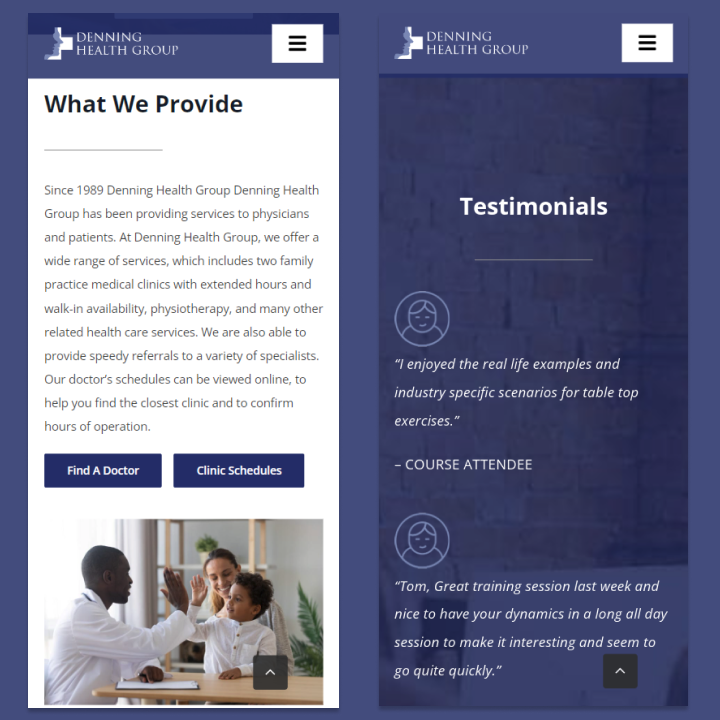 DENNING
HEALTH GROUP
What We Provide
Since 1989 Denning Health Group Denning Health
Group has been providing services to physicians
and patients. At Denning Health Group, we offer a
wide range of services, which includes two family
practice medical clinics with extended hours and
walk-in availability, physiotherapy, and many other
related health care services. We are also able to
provide speedy referrals to a variety of specialists.
Our doctor’s schedules can be viewed online, to
help you find the closest clinic and to confirm
hours of operation.
Find A Doctor
Clinic Schedules
DENNING
HEALTH GROUP
Testimonials
“I enjoyed the real life examples and
industry specific scenarios for table top
exercises.”
– COURSE ATTENDEE
“Tom, Great training session last week and
nice to have your dynamics in a long all day
session to make it interesting and seem to
go quite quickly.”